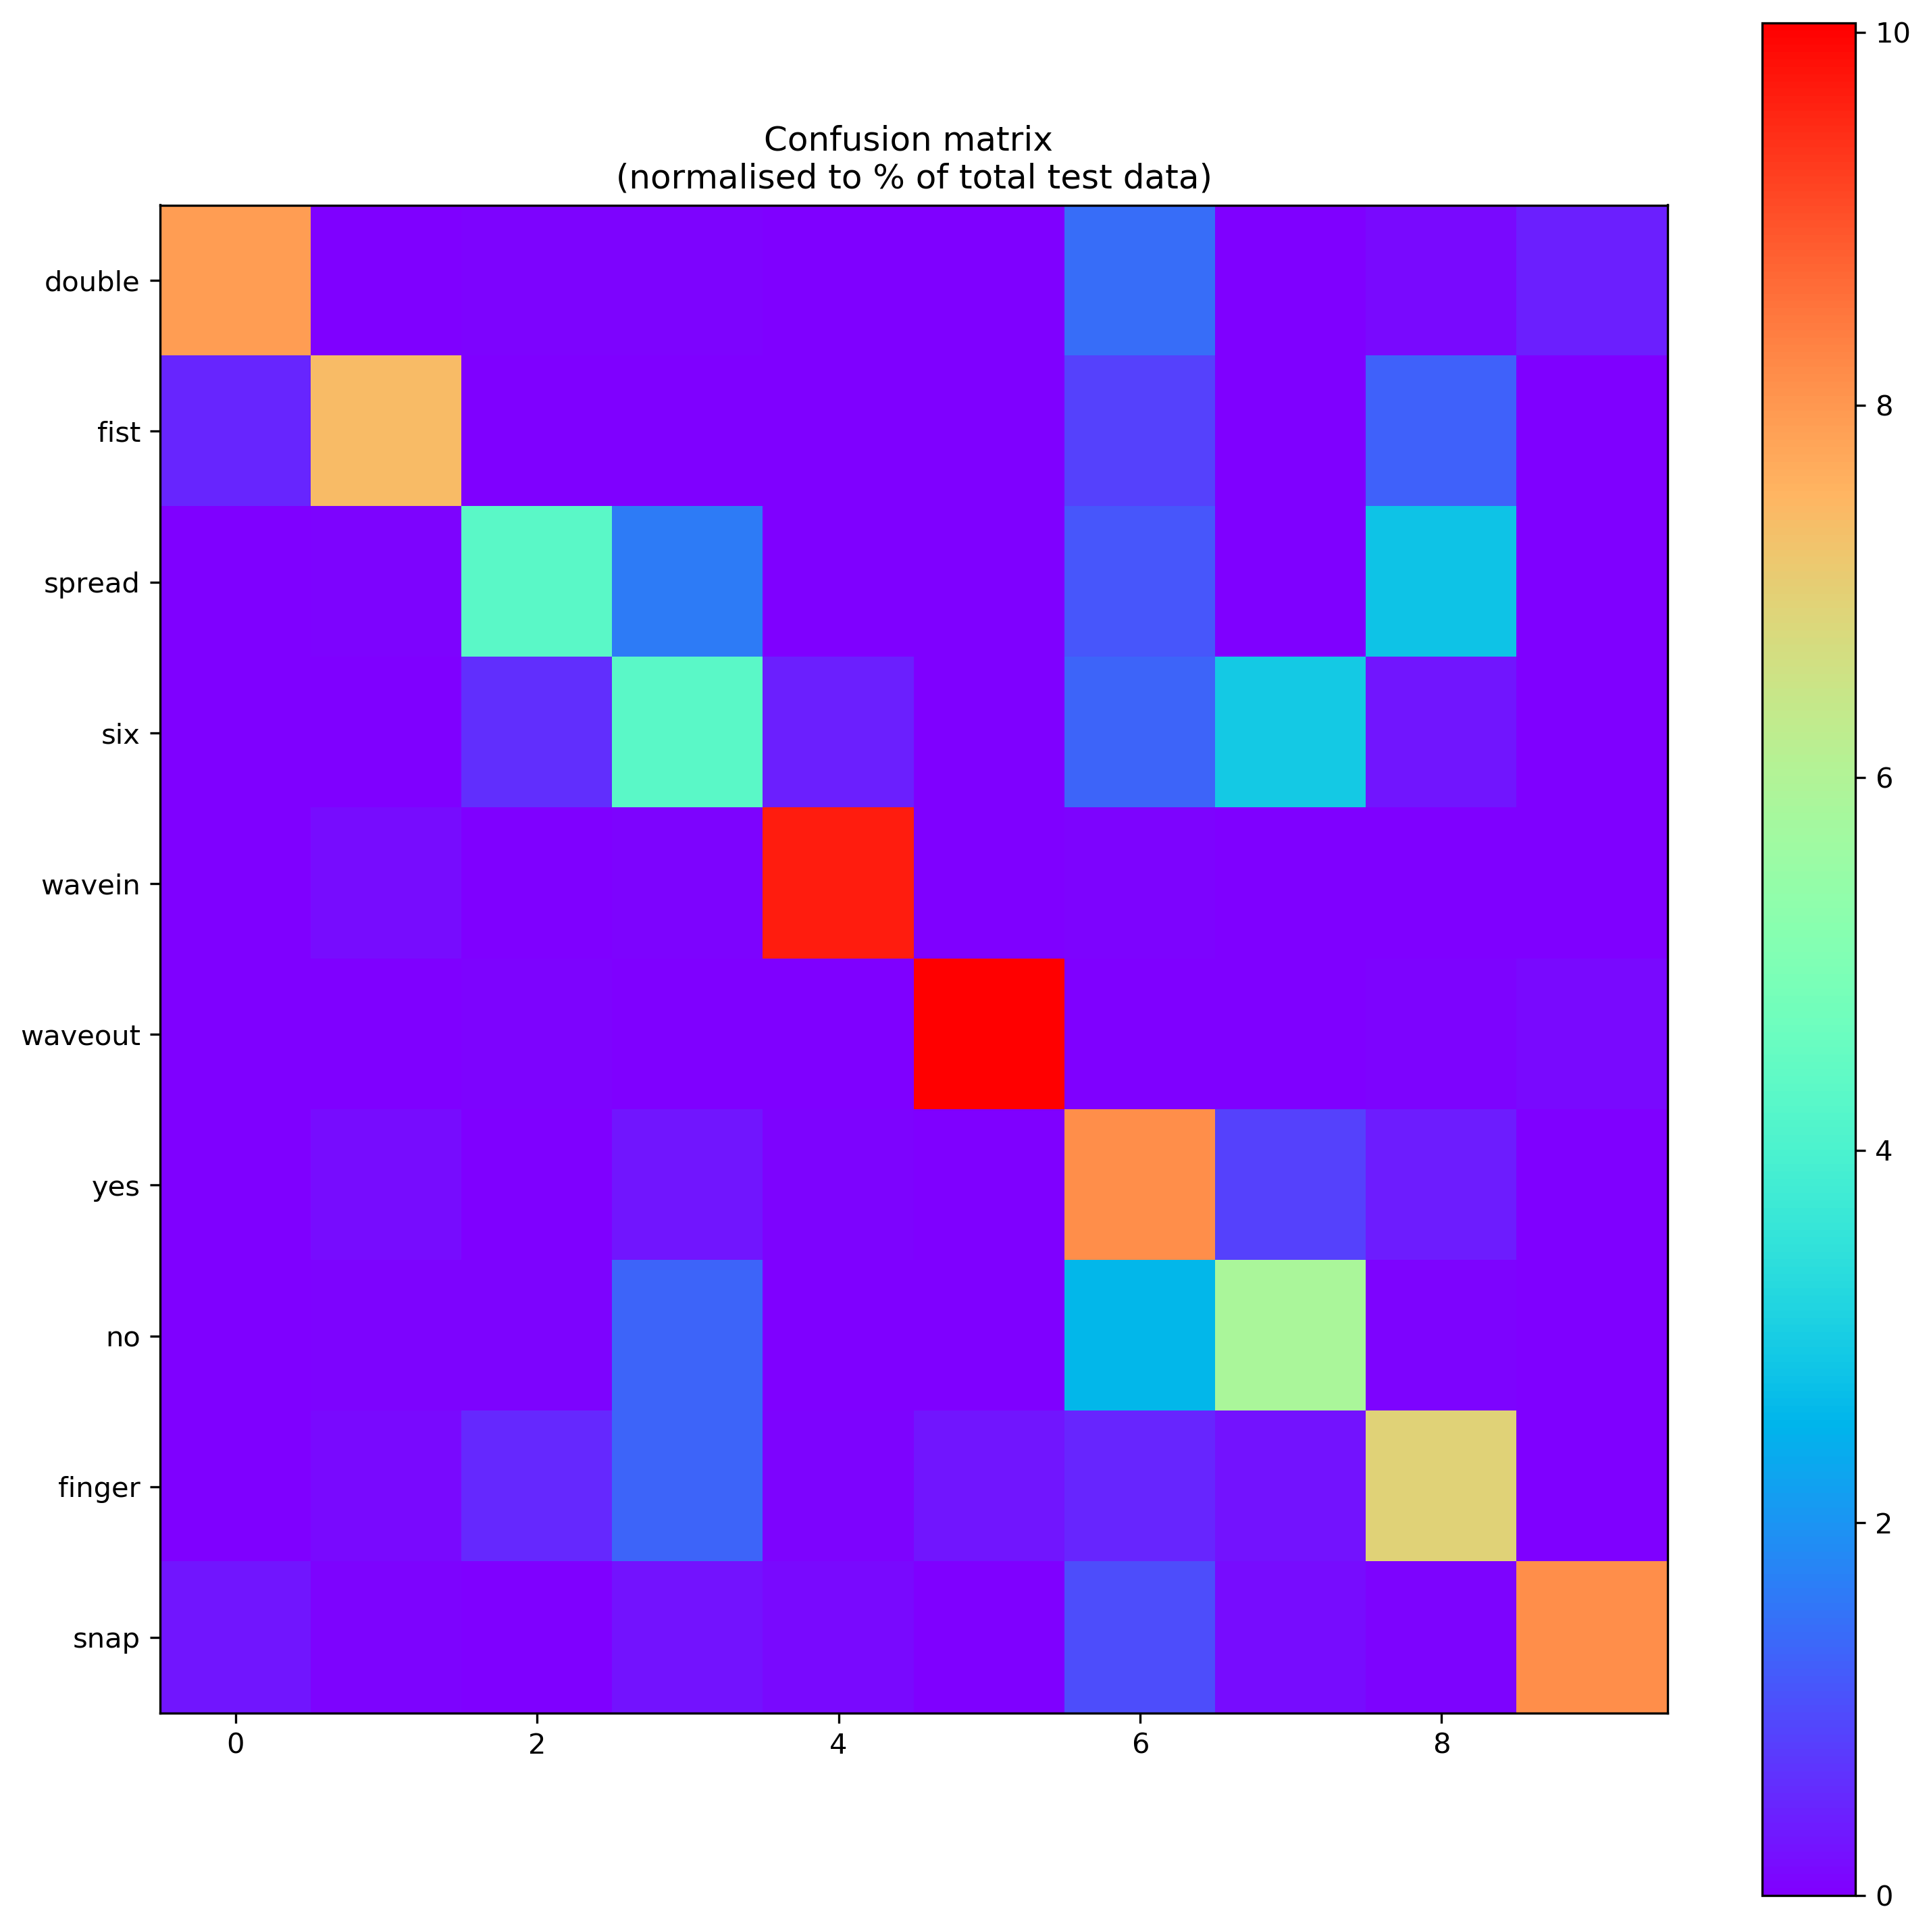 Confusion matrix
(normalised to % of total test data)
double
fist
spread
six
wavein
waveout
yes
no
finger
snap
0 2 4 6 8
10
8
6
4
2
0